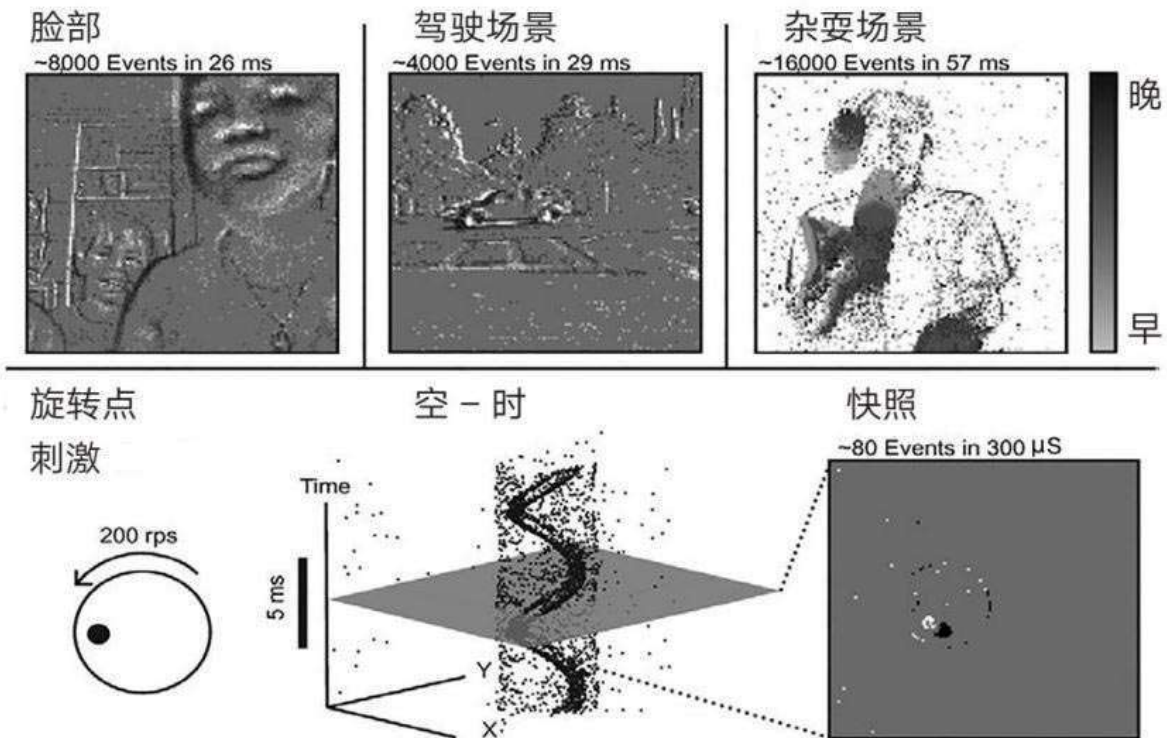 脸部
~8000 Events in 26 ms
驾驶场景
~4000 Events in 29 ms
杂耍场景
~16000 Events in 57 ms
晚
早
旋转点
刺激
200 rps
空－时
Time
5 ms
Y
X
快照
~80 Events in 300 μS